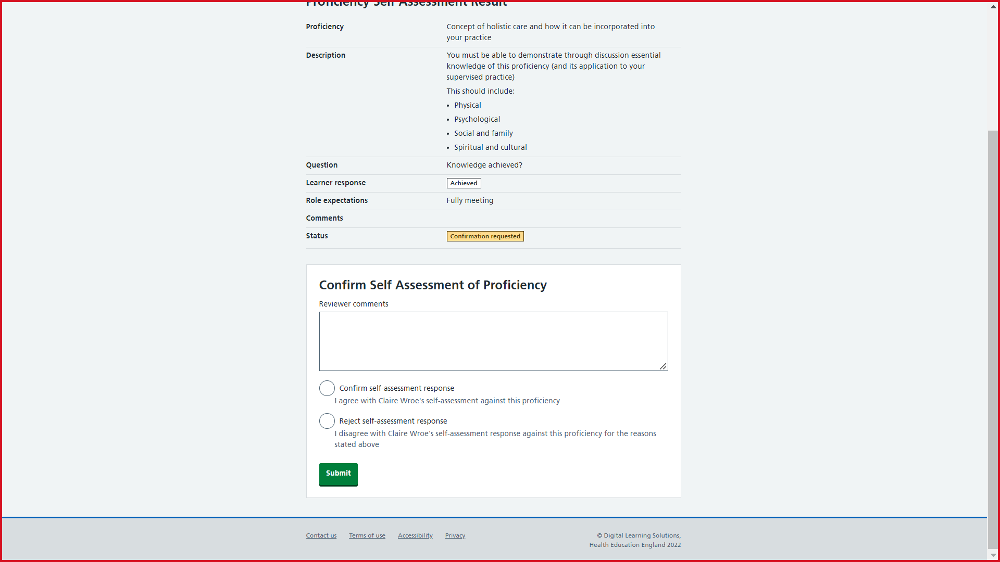 Proficiency Self Assessment Result
Proficiency
Concept of holistic care and how it can be incorporated into
your practice
Description
You must be able to demonstrate through discussion essential
knowledge of this proficiency (and its application to your
supervised practice)
This should include:
• Physical
• Psychological
• Social and family
• Spiritual and cultural
Question
Knowledge achieved?
Learner response
Achieved
Role expectations
Fully meeting
Comments
Status
Confirmation requested
Confirm Self Assessment of Proficiency
Reviewer comments
Confirm self-assessment response
I agree with Claire Wroe's self-assessment against this proficiency
Reject self-assessment response
I disagree with Claire Wroe's self-assessment response against this proficiency for the reasons
stated above
Submit
Contact us Terms of use Accessibility Privacy
© Digital Learning Solutions,
Health Education England 2022